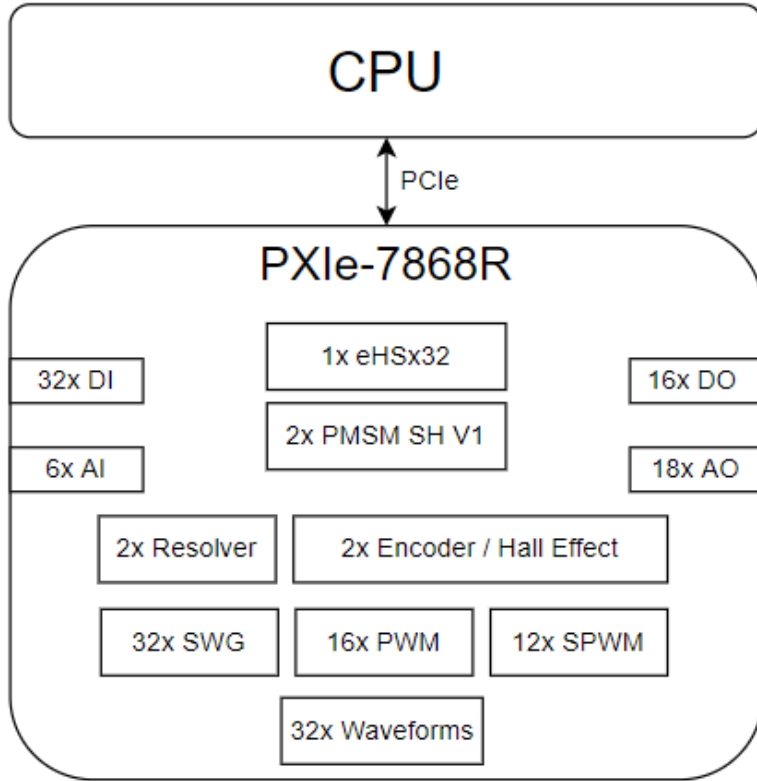 CPU
PCIe
PXIe-7868R
1x eHSx32
32x DI
16x DO
2x PMSM SH V1
6x AI
18x AO
2x Resolver
2x Encoder / Hall Effect
32x SWG
16x PWM
12x SPWM
32x Waveforms